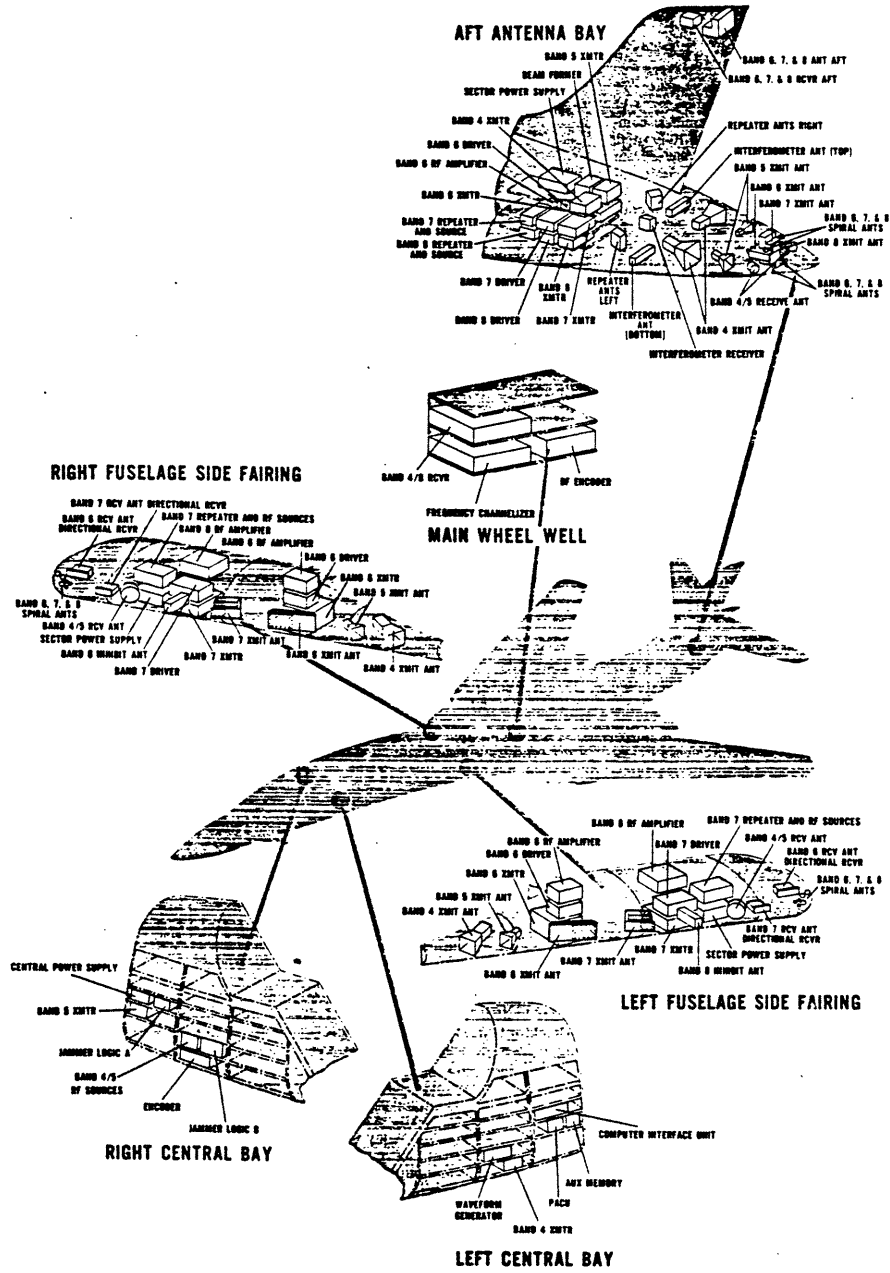 AFT ANTENNA BAY
BAND 5 XMTR
BEAM FORMER
SECTOR POWER SUPPLY
BAND 4 XMTR
BAND 6 DRIVER
BAND 6 RF AMPLIFIER
BAND 6 XMTR
BAND 7 REPEATER
AND SOURCE
BAND 8 REPEATER
AND SOURCE
BAND 7 DRIVER
BAND 8 DRIVER
BAND 8
XMTR
BAND 7 XMTR
REPEATER
ANTS
LEFT
INTERFEROMETER
ANT
(BOTTOM)
INTERFEROMETER RECEIVER
BAND 4 XMIT ANT
BAND 4/5 RECEIVE ANT
BAND 6, 7, & 8
SPIRAL ANTS
BAND 6, 7, & 8 ANT AFT
BAND 6, 7, & 8 RCVR AFT
REPEATER ANTS RIGHT
INTERFEROMETER ANT (TOP)
BAND 5 XMIT ANT
BAND 6 XMIT ANT
BAND 7 XMIT ANT
BAND 6, 7, & 8
SPIRAL ANTS
BAND 8 XMIT ANT
BAND 4/8 RCVR
RF ENCODER
FREQUENCY CHANNELIZER
MAIN WHEEL WELL
RIGHT FUSELAGE SIDE FAIRING
BAND 7 RCV ANT DIRECTIONAL RCVR
BAND 6 RCV ANT
DIRECTIONAL RCVR
BAND 7 REPEATER AND RF SOURCES
BAND 8 RF AMPLIFIER
BAND 6 RF AMPLIFIER
BAND 6 DRIVER
BAND 6 XMTR
BAND 5 XMIT ANT
BAND 6, 7, & 8
SPIRAL ANTS
BAND 4/5 RCV ANT
SECTOR POWER SUPPLY
BAND 8 INHIBIT ANT
BAND 7 DRIVER
BAND 7 XMTR
BAND 7 XMIT ANT
BAND 6 XMIT ANT
BAND 4 XMIT ANT
BAND 8 RF AMPLIFIER
BAND 7 REPEATER AND RF SOURCES
BAND 6 RF AMPLIFIER
BAND 6 DRIVER
BAND 7 DRIVER
BAND 4/5 RCV ANT
BAND 6 RCV ANT
DIRECTIONAL RCVR
BAND 6 XMTR
BAND 5 XMIT ANT
BAND 4 XMIT ANT
BAND 6, 7, & 8
SPIRAL ANTS
BAND 7 RCV ANT
DIRECTIONAL RCVR
SECTOR POWER SUPPLY
BAND 8 INHIBIT ANT
BAND 7 XMTR
BAND 7 XMIT ANT
BAND 6 XMIT ANT
LEFT FUSELAGE SIDE FAIRING
CENTRAL POWER SUPPLY
BAND 5 XMTR
JAMMER LOGIC A
BAND 4/5
RF SOURCES
ENCODER
JAMMER LOGIC B
RIGHT CENTRAL BAY
COMPUTER INTERFACE UNIT
AUX MEMORY
PACU
WAVEFORM
GENERATOR
BAND 4 XMTR
LEFT CENTRAL BAY